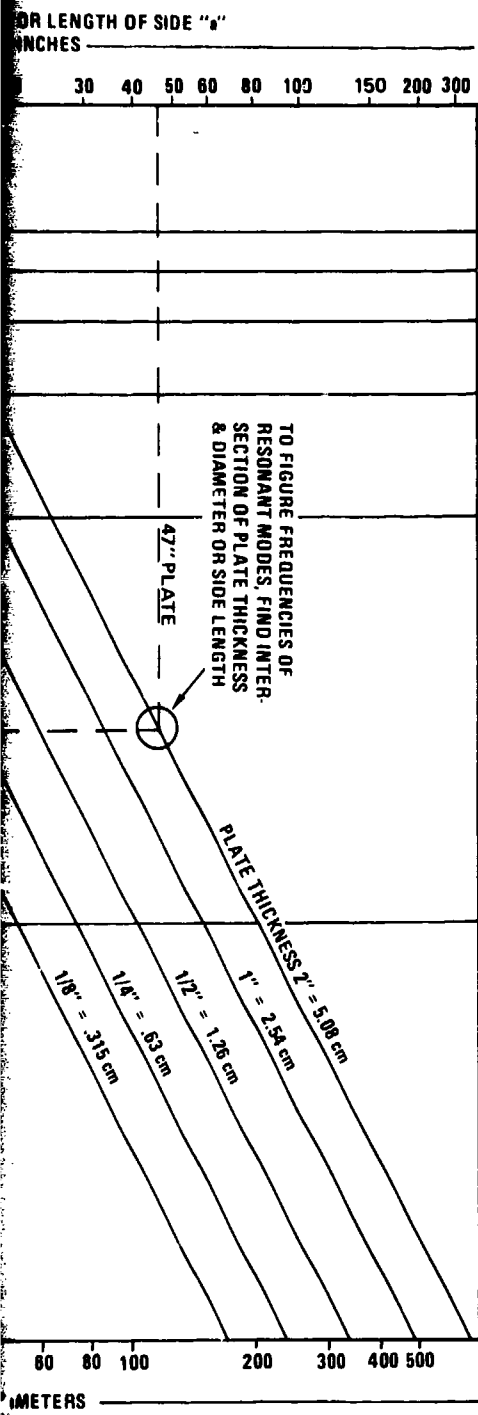 OR LENGTH OF SIDE "a"
INCHES
30 40 50 60 80 100 150 200 300
TO FIGURE FREQUENCIES OF
RESONANT MODES, FIND INTER-
SECTION OF PLATE THICKNESS
& DIAMETER OR SIDE LENGTH
47" PLATE
PLATE THICKNESS 2" = 5.08 cm
1" = 2.54 cm
1/2" = 1.26 cm
1/4" = .63 cm
1/8" = .315 cm
60 80 100 200 300 400 500
METERS